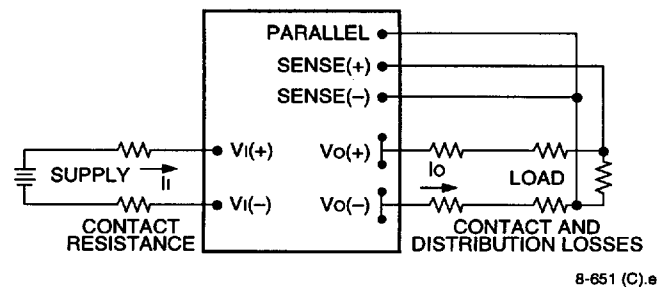 PARALLEL
SENSE(+)
SENSE(–)
VI(+)
VO(+)
SUPPLY
II
IO
LOAD
VI(–)
VO(–)
CONTACT
RESISTANCE
CONTACT AND
DISTRIBUTION LOSSES
8-651 (C).e